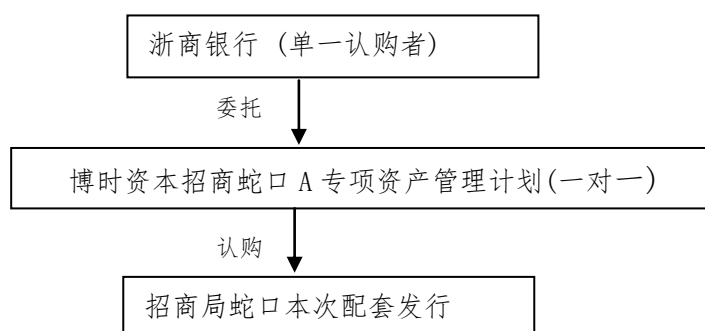 浙商银行 (单一认购者)
委托
博时资本招商蛇口 A 专项资产管理计划(一对一)
认购
招商局蛇口本次配套发行